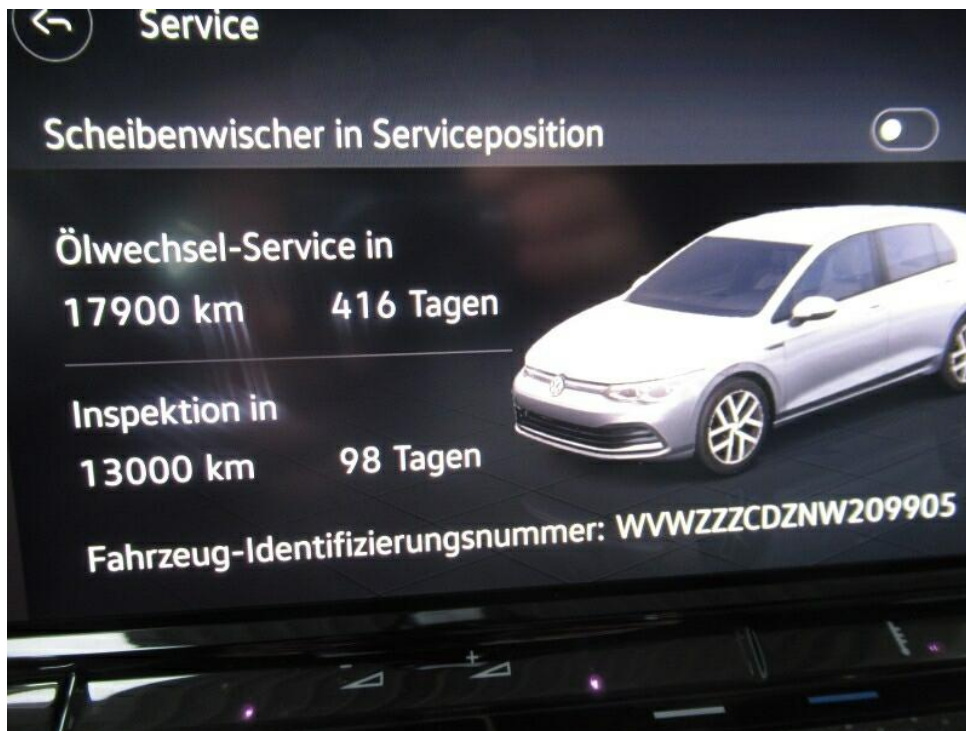 Service
Scheibenwischer in Serviceposition
Ölwechsel-Service in
17900 km 416 Tagen
Inspektion in
13000 km 98 Tagen
Fahrzeug-Identifizierungsnummer: WVWZZZCDZNW209905
- +